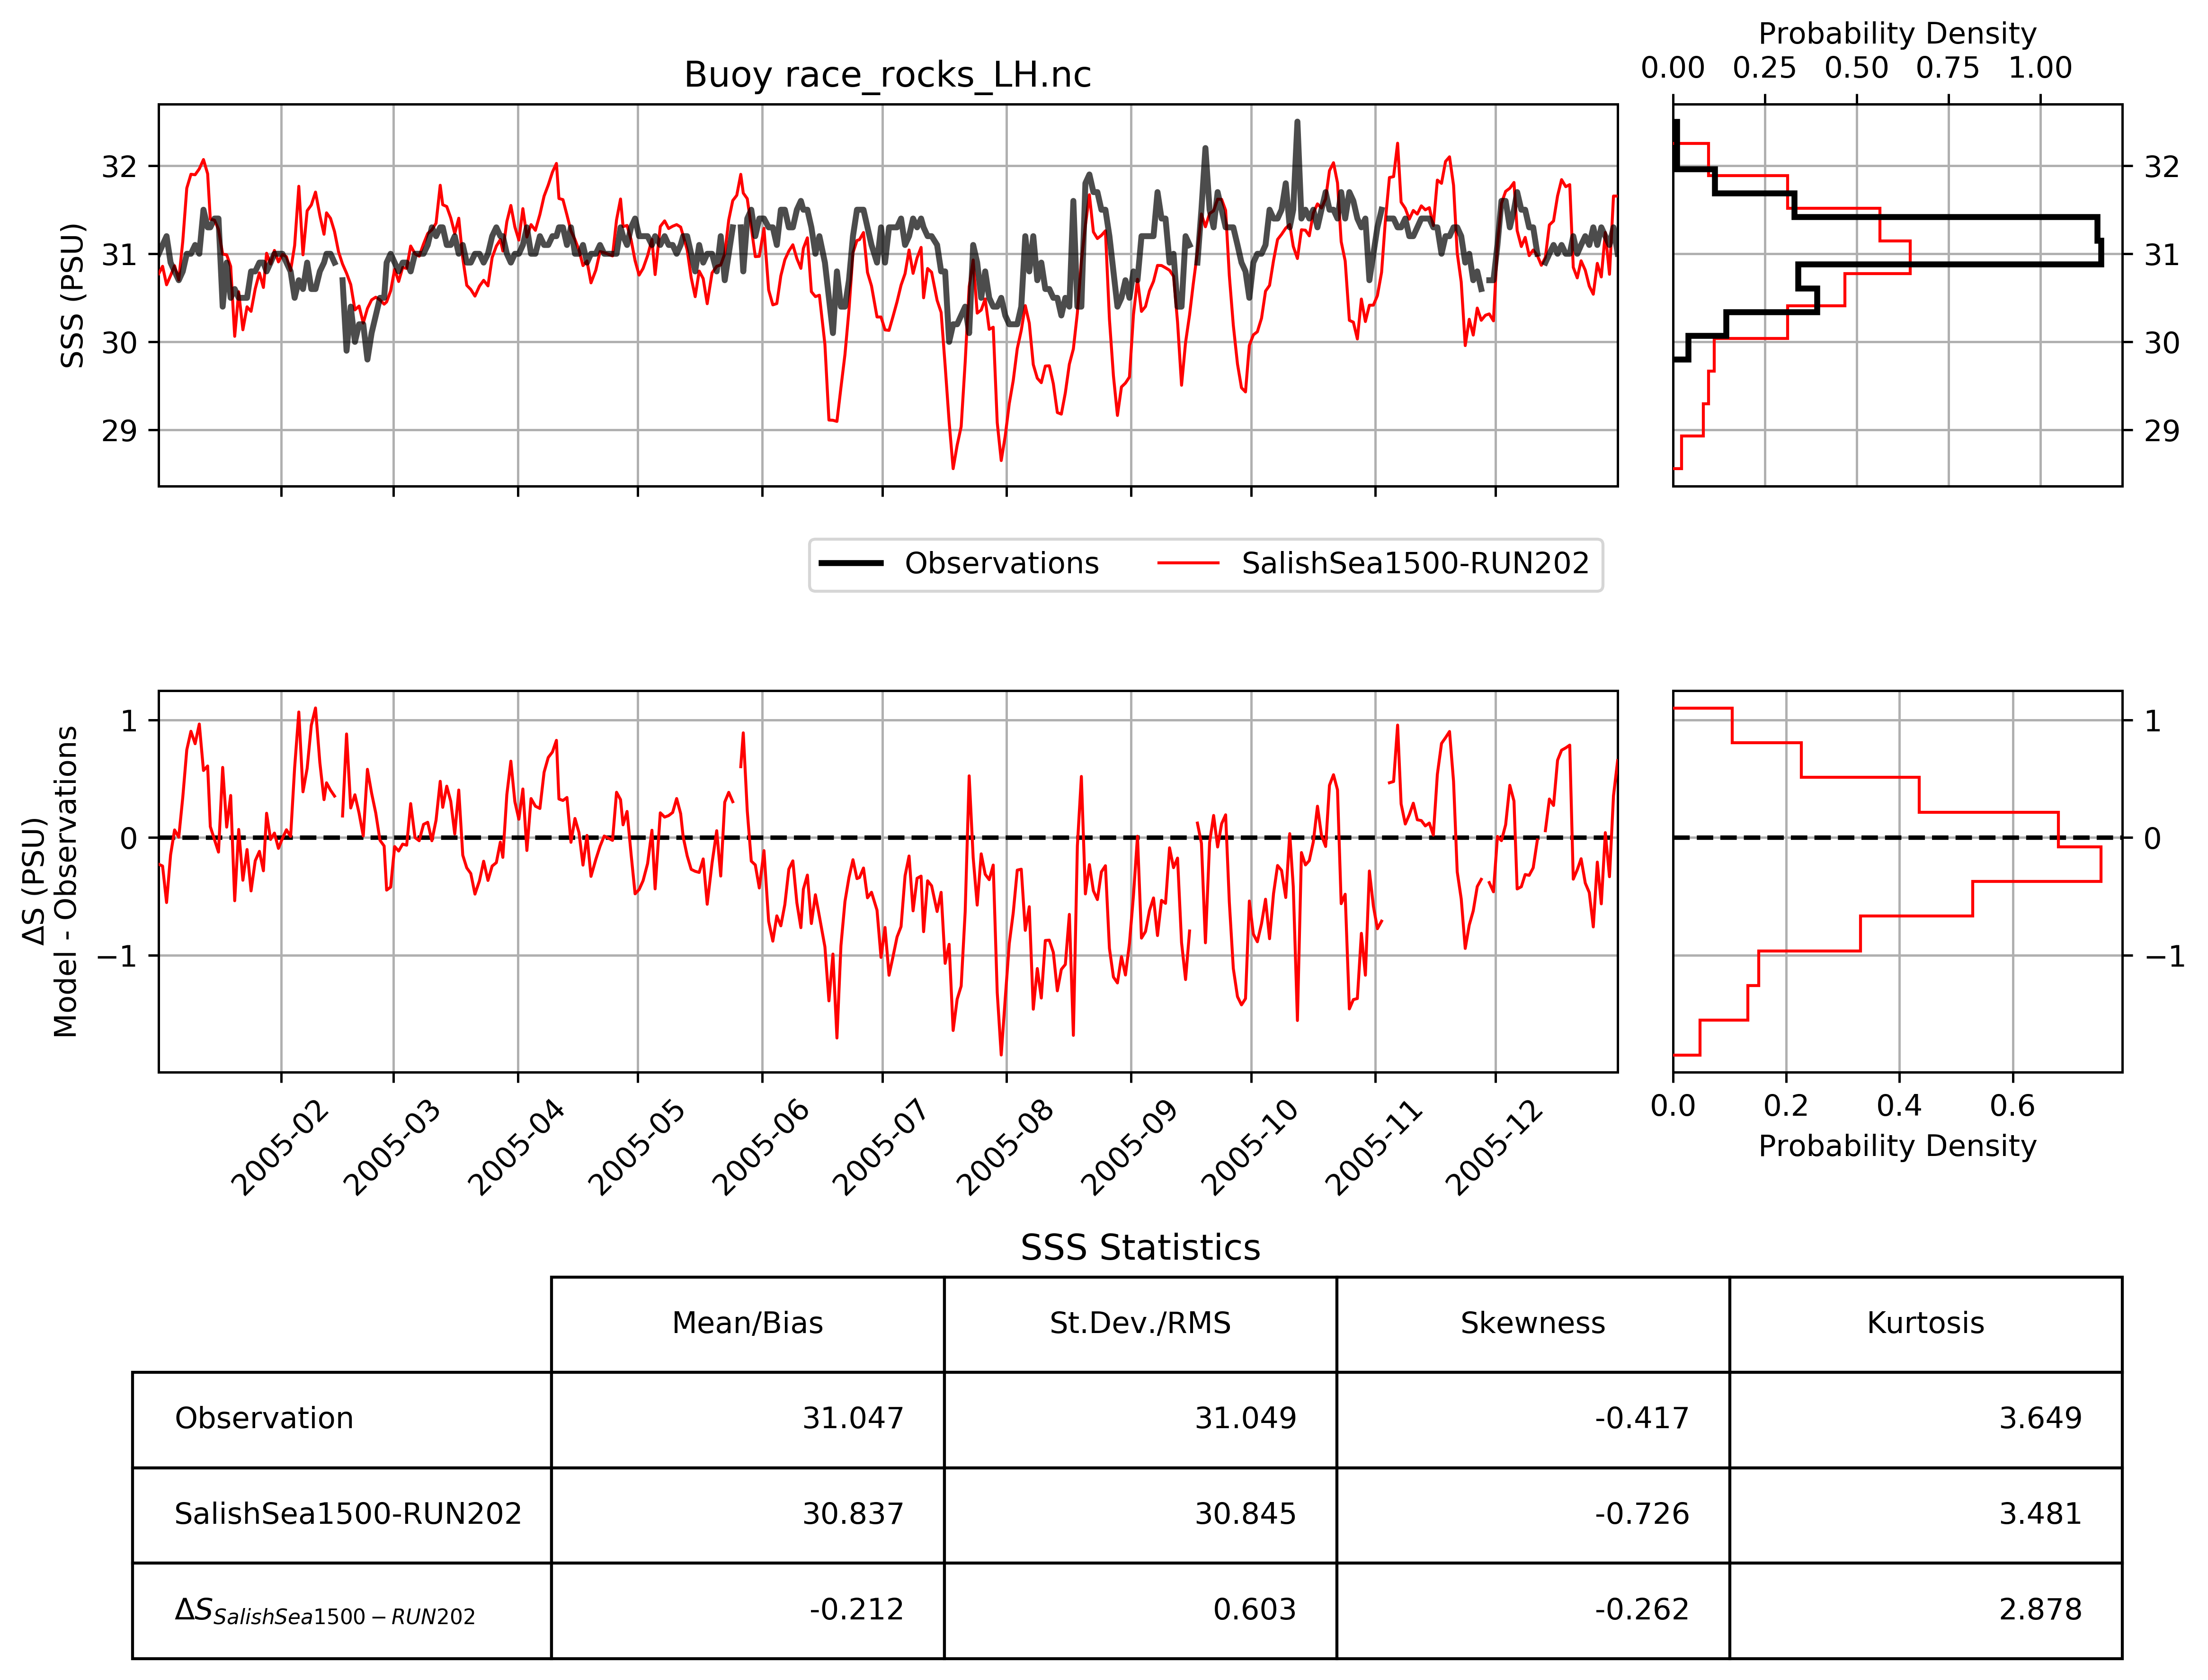 Probability Density
0.00 0.25 0.50 0.75 1.00
Buoy race_rocks_LH.nc
SSS (PSU)
32
31
30
29
32
31
30
29
Observations SalishSea1500-RUN202
ΔS (PSU)
Model - Observations
1
0
−1
1
0
−1
2005-02 2005-03 2005-04 2005-05 2005-06 2005-07 2005-08 2005-09 2005-10 2005-11 2005-12
0.0 0.2 0.4 0.6
Probability Density
SSS Statistics
Mean/Bias St.Dev./RMS Skewness Kurtosis
Observation 31.047 31.049 -0.417 3.649
SalishSea1500-RUN202 30.837 30.845 -0.726 3.481
ΔS SalishSea1500−RUN202 -0.212 0.603 -0.262 2.878